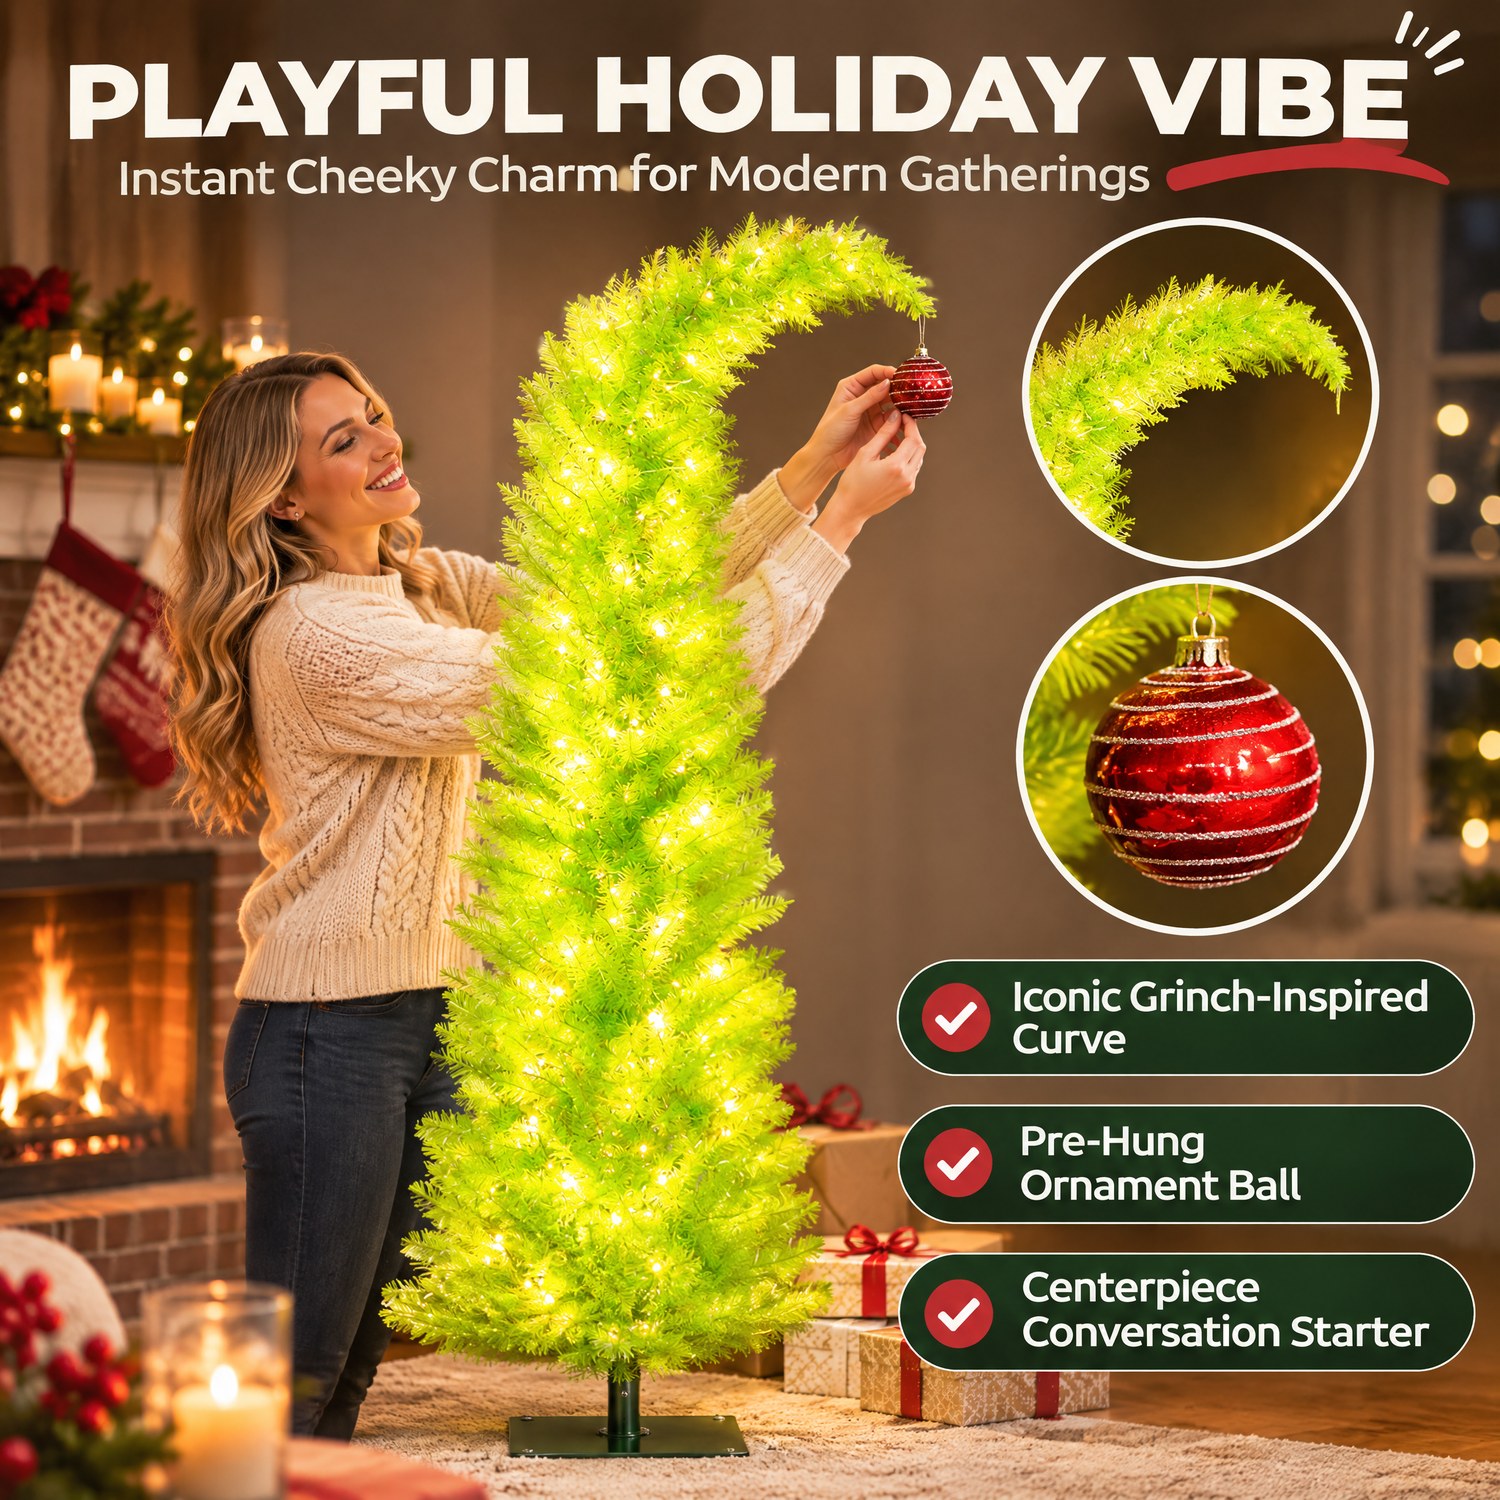 PLAYFUL HOLIDAY VIBE
Instant Cheeky Charm for Modern Gatherings
Iconic Grinch-Inspired
Curve
Pre-Hung
Ornament Ball
Centerpiece
Conversation Starter